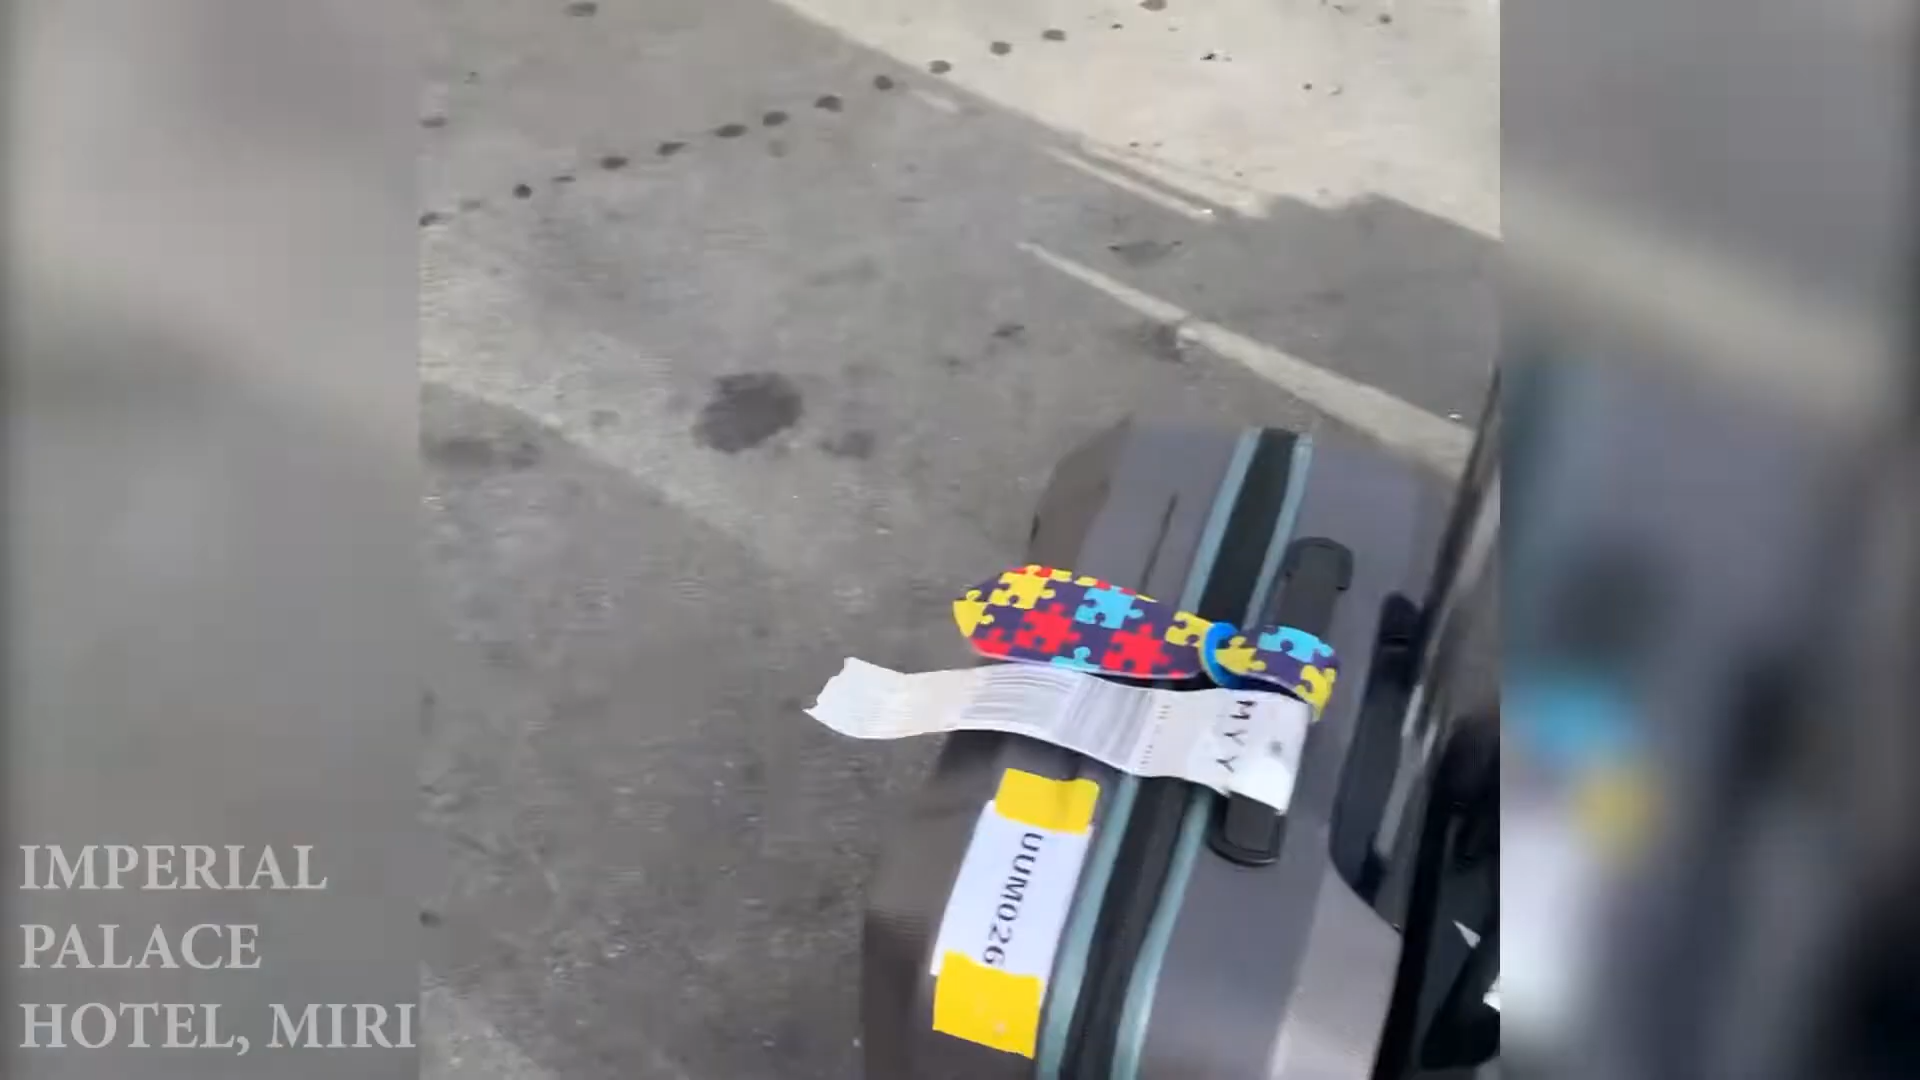 MYY
UUM026
IMPERIAL
PALACE
HOTEL, MIRI